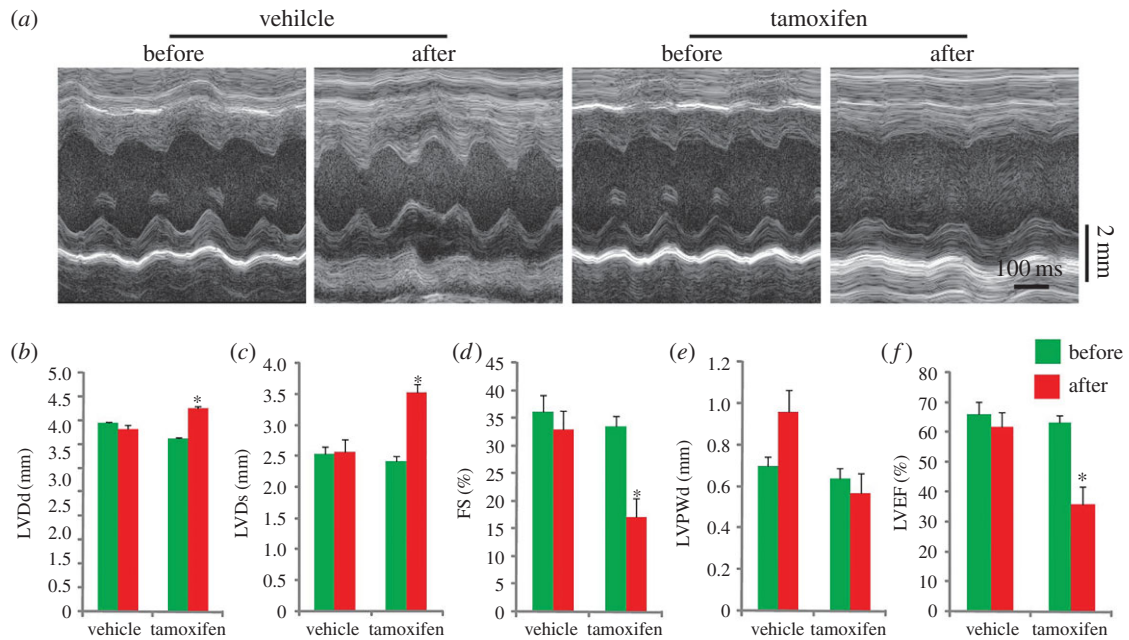 (a)
vehilcle
tamoxifen
before
after
before
after
2 mm
100 ms
(b)
LVDd (mm)
5.0
4.5
4.0
3.5
3.0
2.5
2.0
1.5
1.0
0.5
0
*
vehicle tamoxifen
(c)
LVDs (mm)
4.0
3.5
3.0
2.5
2.0
1.5
1.0
0.5
0
*
vehicle tamoxifen
(d)
FS (%)
45
40
35
30
25
20
15
10
5
0
*
vehicle tamoxifen
(e)
LVPWd (mm)
1.2
1.0
0.8
0.6
0.4
0.2
0
vehicle tamoxifen
(f)
LVEF (%)
80
70
60
50
40
30
20
10
0
*
vehicle tamoxifen
before
after